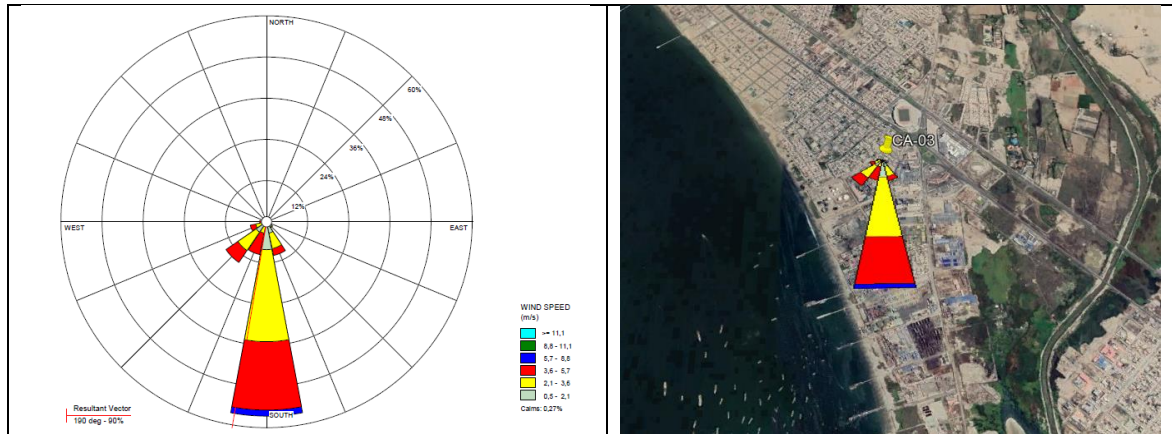 NORTH
60%
48%
36%
24%
12%
WEST
EAST
SOUTH
WIND SPEED
(m/s)
>= 11,1
8,8 - 11,1
5,7 - 8,8
3,6 - 5,7
2,1 - 3,6
0,5 - 2,1
Calms: 0,27%
Resultant Vector
190 deg - 90%
CA-03